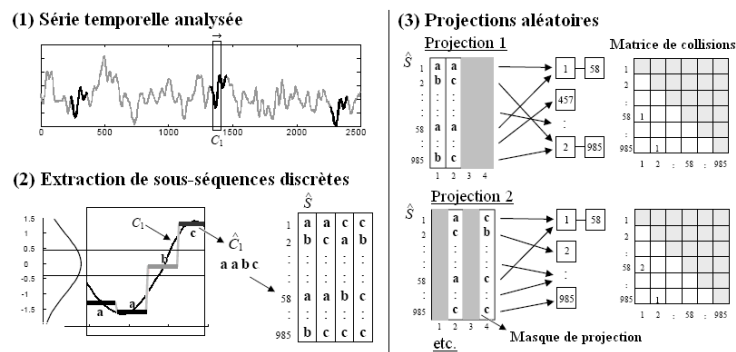 (1) Série temporelle analysée
→
0 500 1000 1500 2000 2500
C1
(2) Extraction de sous-séquences discrètes
1.5
1
0.5
0
-0.5
-1
-1.5
C1
Ĉ1
a a b c
a a b c
Ŝ
1 a a c c
2 b c a b
: : : : :
: : : : :
58 a a b c
: : : : :
985 b c c c
(3) Projections aléatoires
Projection 1
Ŝ
1 a a
2 b c
: : :
: : :
58 a a
: : :
985 b c
1 2 3 4
1 58
457
:
2 985
Matrice de collisions
1
2
:
58 1
:
985 1
1 2 : 58 : 985
Projection 2
Ŝ
1 a c
2 c b
: : :
: : :
58 a c
: : :
985 c c
1 2 3 4
1 58
2
:
985
1
2
:
58 2
:
985 1
1 2 : 58 : 985
Masque de projection
etc.